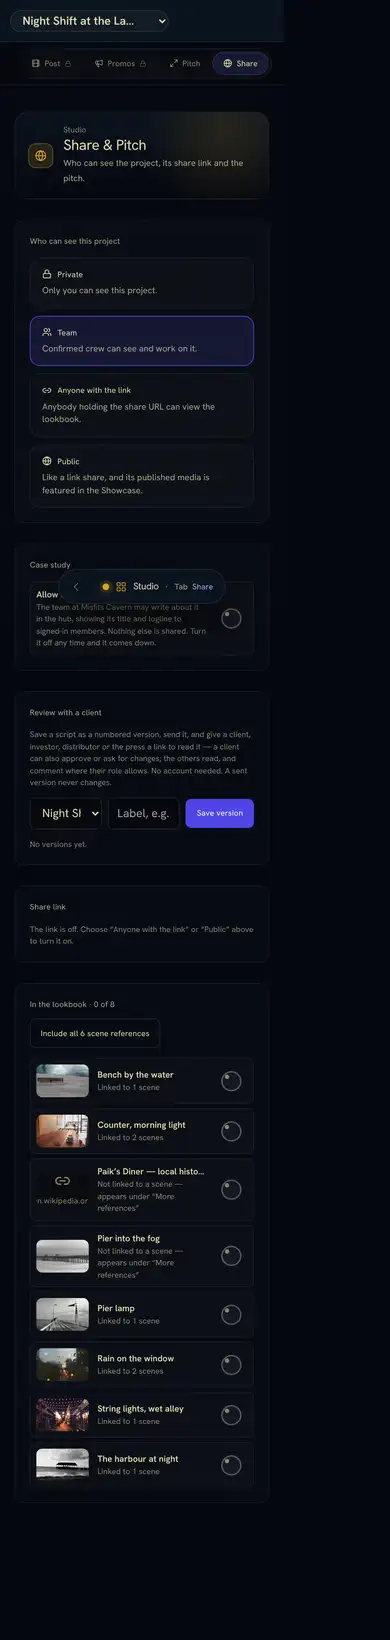 Night Shift at the La...
Post
Promos
Pitch
Share
Studio
Share & Pitch
Who can see the project, its share link and the
pitch.
Who can see this project
Private
Only you can see this project.
Team
Confirmed crew can see and work on it.
Anyone with the link
Anybody holding the share URL can view the
lookbook.
Public
Like a link share, and its published media is
featured in the Showcase.
Case study
Allow
Studio · Tab Share
The team at Misfits Cavern may write about it
in the hub, showing its title and logline to
signed-in members. Nothing else is shared. Turn
it off any time and it comes down.
Review with a client
Save a script as a numbered version, send it, and give a client,
investor, distributor or the press a link to read it — a client
can also approve or ask for changes; the others read, and
comment where their role allows. No account needed. A sent
version never changes.
Night Sl
Label, e.g.
Save version
No versions yet.
Share link
The link is off. Choose “Anyone with the link” or “Public” above
to turn it on.
In the lookbook · 0 of 8
Include all 6 scene references
Bench by the water
Linked to 1 scene
Counter, morning light
Linked to 2 scenes
n.wikipedia.or
Paik’s Diner — local histo...
Not linked to a scene —
appears under “More
references”
Pier into the fog
Not linked to a scene —
appears under “More
references”
Pier lamp
Linked to 1 scene
Rain on the window
Linked to 2 scenes
String lights, wet alley
Linked to 1 scene
The harbour at night
Linked to 1 scene